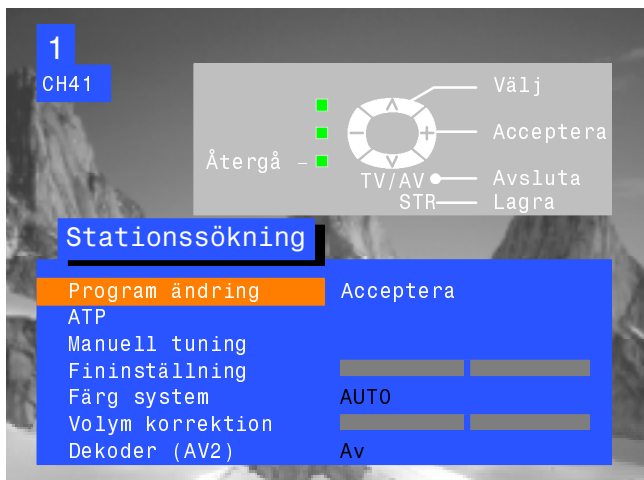 1
CH41
Välj
Acceptera
Återgå
TV/AV
Avsluta
STR
Lagra
Stationssökning
Program ändring Acceptera
ATP
Manuell tuning
Fininställning
Färg system AUTO
Volym korrektion
Dekoder (AV2) Av